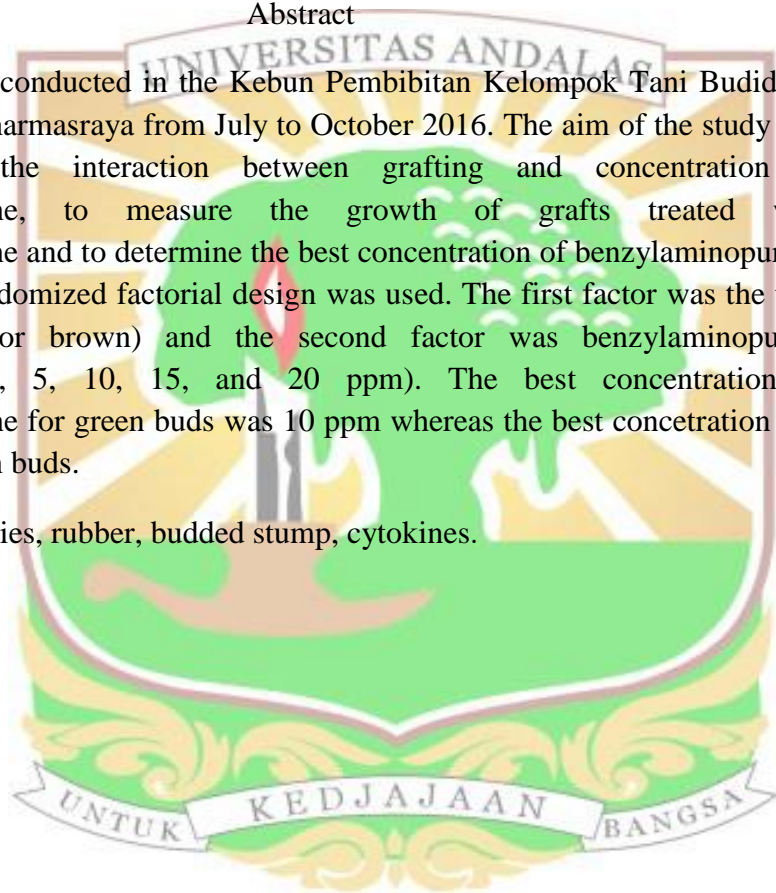 Abstract
UNIVERSITAS ANDALAS
conducted in the Kebun Pembibitan Kelompok Tani Budid
armasraya from July to October 2016. The aim of the study
the interaction between grafting and concentration
ne, to measure the growth of grafts treated w
ne and to determine the best concentration of benzylaminopur
domized factorial design was used. The first factor was the
or brown) and the second factor was benzylaminopu
, 5, 10, 15, and 20 ppm). The best concentration
ne for green buds was 10 ppm whereas the best concetration
n buds.
ies, rubber, budded stump, cytokines.
UNTUK KEDJAJAAN BANGSA